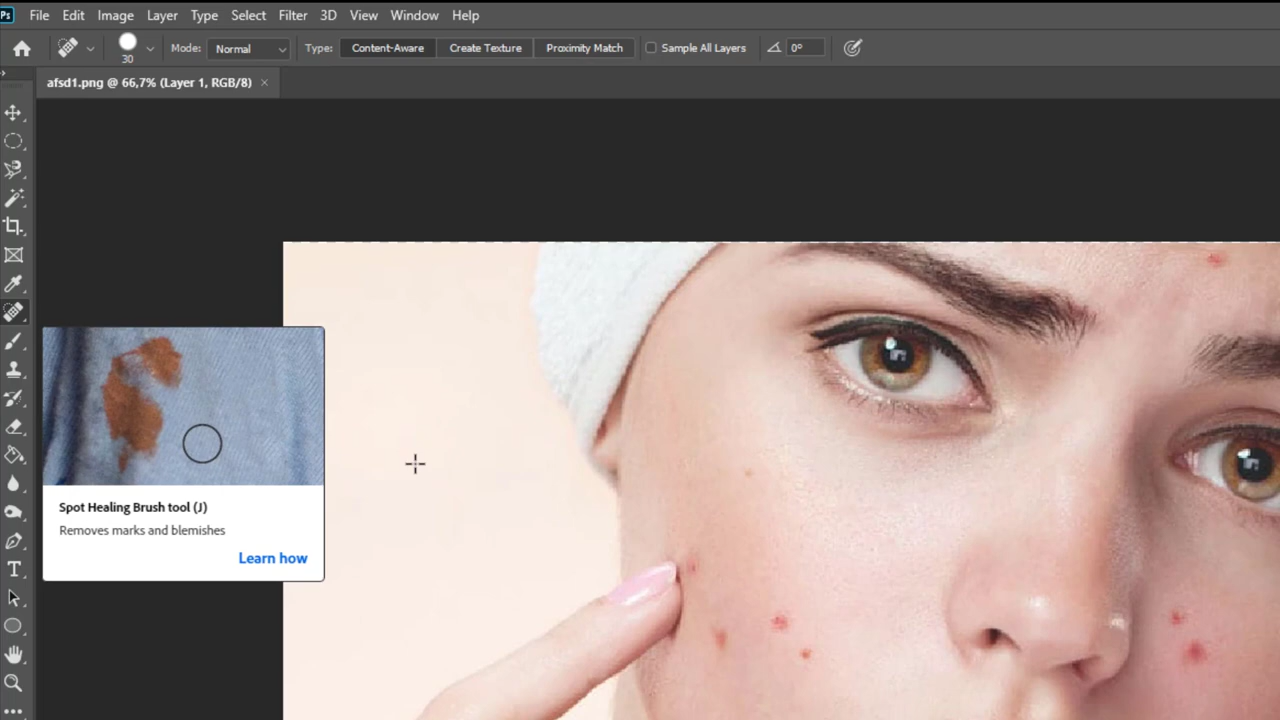 Ps File Edit Image Layer Type Select Filter 3D View Window Help
30 Mode: Normal Type: Content-Aware Create Texture Proximity Match Sample All Layers 0°
afsd1.png @ 66,7% (Layer 1, RGB/8) ×
Spot Healing Brush tool (J)
Removes marks and blemishes
Learn how
T